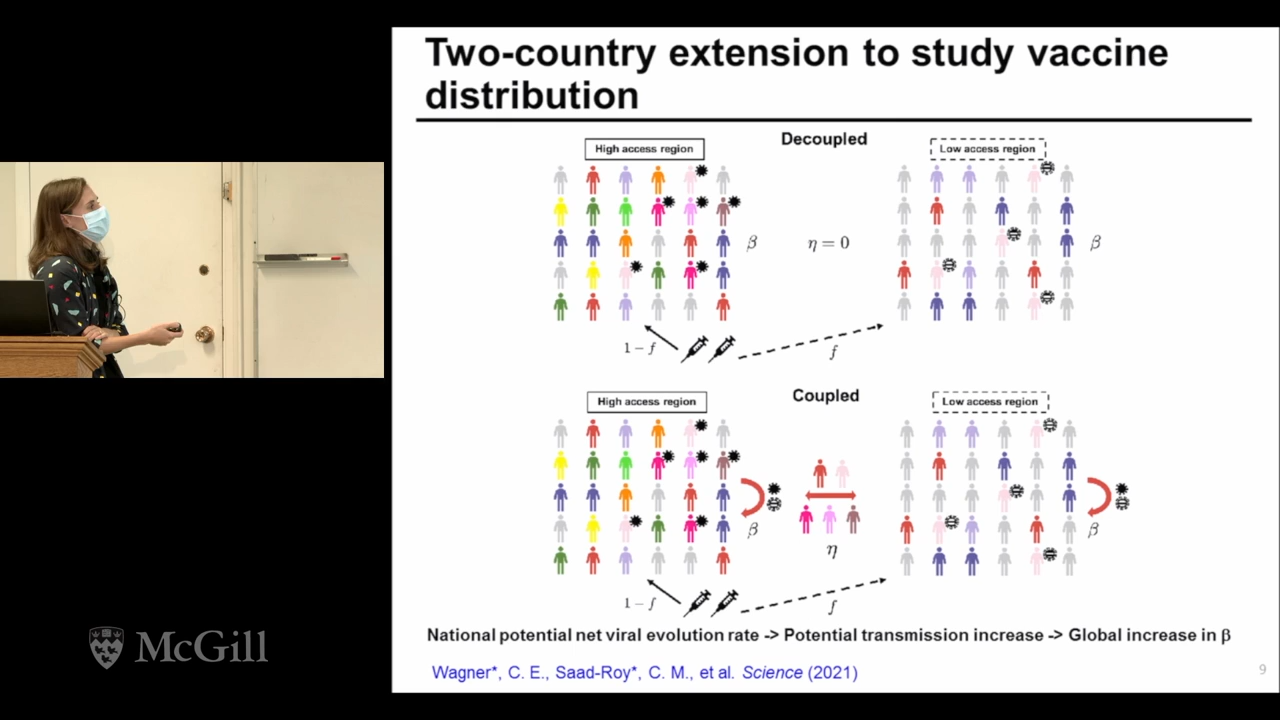 Two-country extension to study vaccine
distribution
Decoupled
High access region
Low access region
β
η = 0
β
1 − f
f
Coupled
High access region
Low access region
β
η
β
1 − f
f
National potential net viral evolution rate -> Potential transmission increase -> Global increase in β
Wagner*, C. E., Saad-Roy*, C. M., et al. Science (2021)
9
McGill